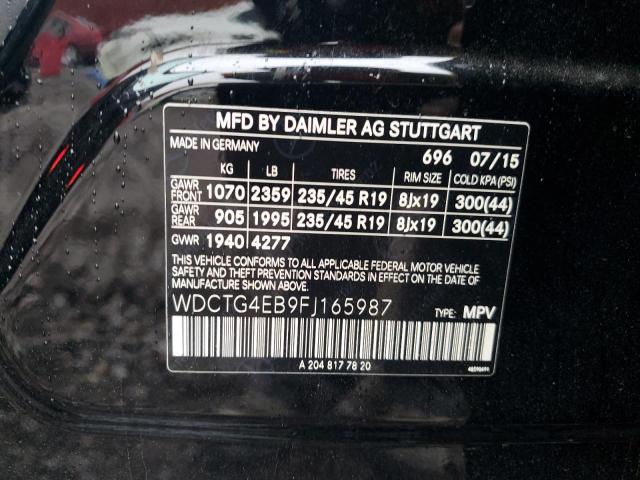 MFD BY DAIMLER AG STUTTGART
MADE IN GERMANY 696 07/15
KG LB TIRES RIM SIZE COLD KPA (PSI)
GAWR FRONT 1070 2359 235/45 R19 8Jx19 300(44)
GAWR REAR 905 1995 235/45 R19 8Jx19 300(44)
GVWR 1940 4277
THIS VEHICLE CONFORMS TO ALL APPLICABLE FEDERAL MOTOR VEHICLE
SAFETY AND THEFT PREVENTION STANDARDS IN EFFECT ON THE DATE
OF MANUFACTURE SHOWN ABOVE.
WDCTG4EB9FJ165987 TYPE: MPV
A 204 817 78 20